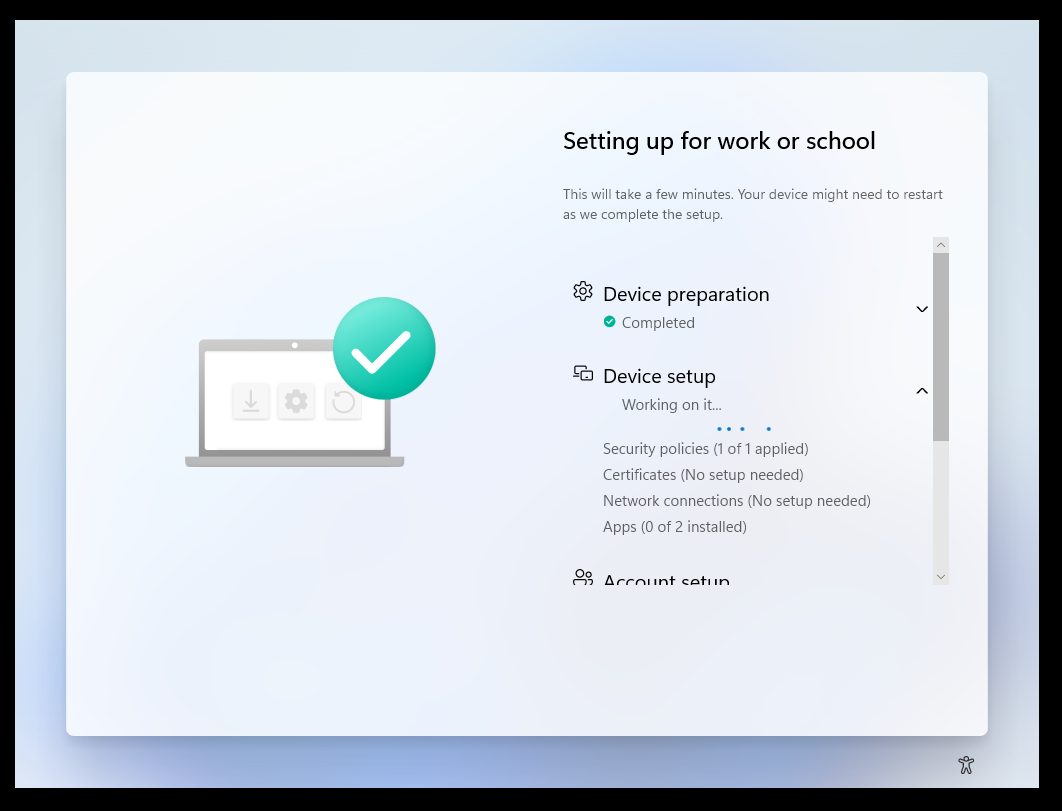 Setting up for work or school
This will take a few minutes. Your device might need to restart
as we complete the setup.
Device preparation
Completed
Device setup
Working on it...
Security policies (1 of 1 applied)
Certificates (No setup needed)
Network connections (No setup needed)
Apps (0 of 2 installed)
Account setup